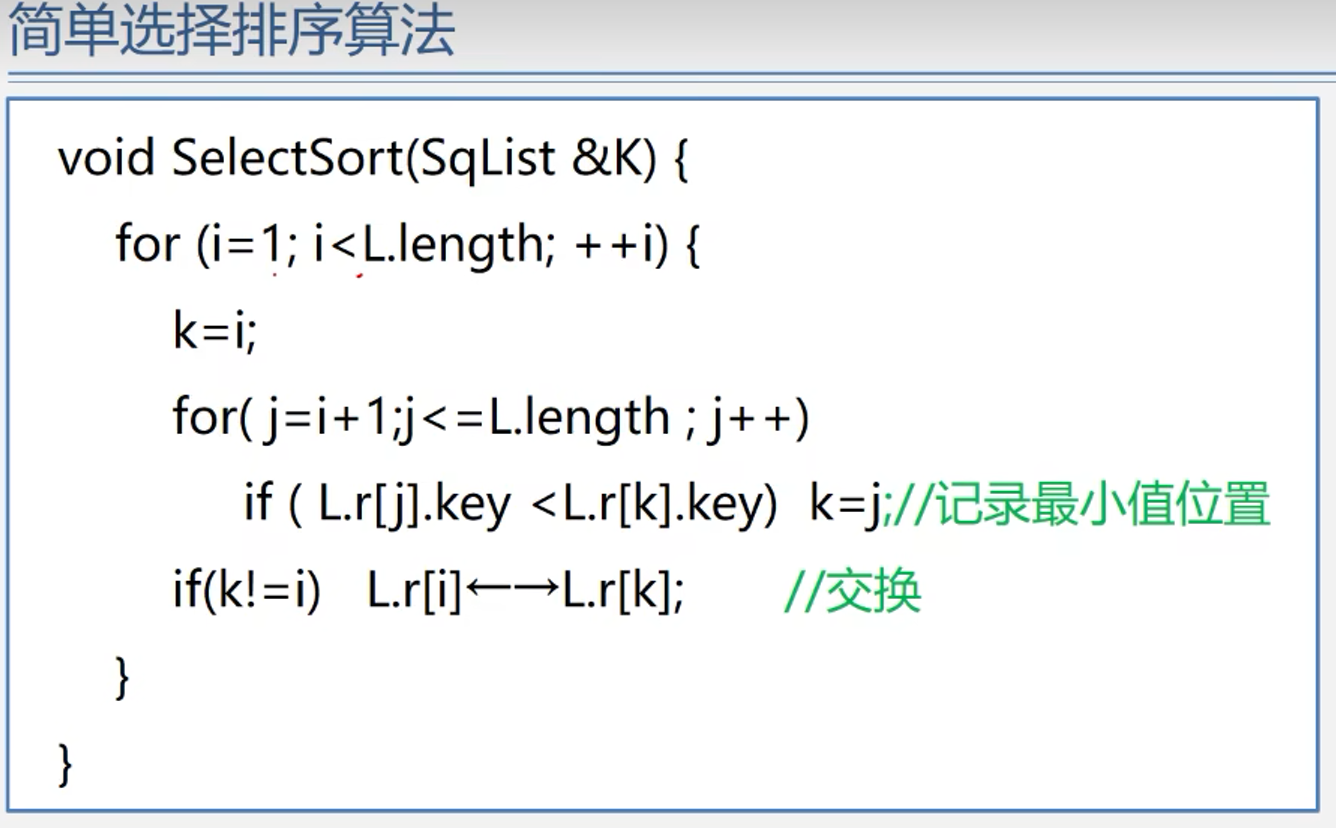 简单选择排序算法
void SelectSort(SqList &K) {
for (i=1; i<L.length; ++i) {
k=i;
for( j=i+1;j<=L.length ; j++)
if ( L.r[j].key <L.r[k].key)  k=j;//记录最小值位置
if(k!=i)   L.r[i]←→L.r[k];      //交换
}
}